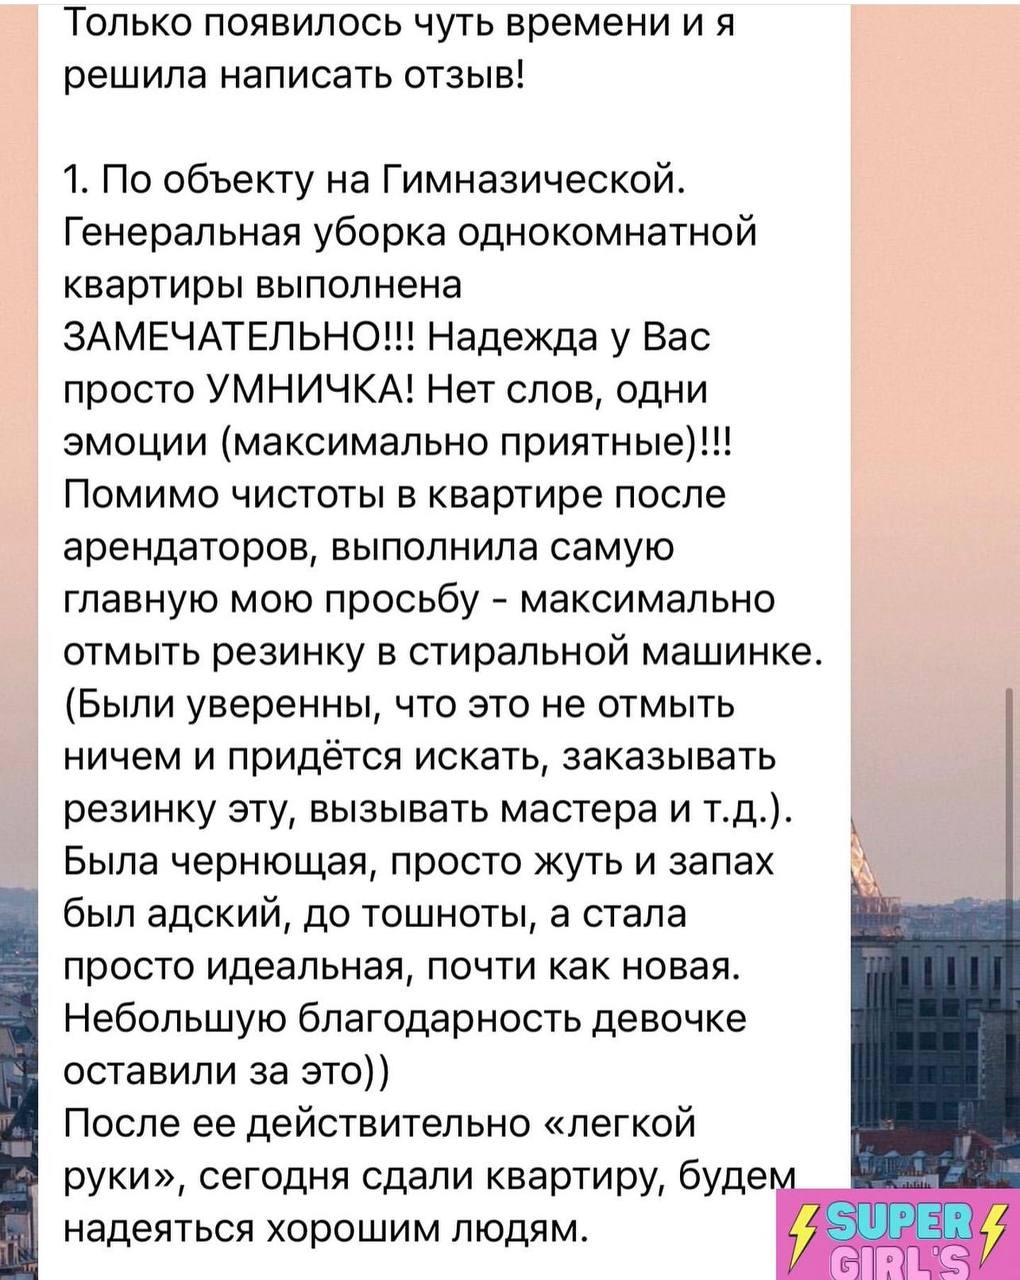 Только появилось чуть времени и я
решила написать отзыв!
1. По объекту на Гимназической.
Генеральная уборка однокомнатной
квартиры выполнена
ЗАМЕЧАТЕЛЬНО!!! Надежда у Вас
просто УМНИЧКА! Нет слов, одни
эмоции (максимально приятные)!!!
Помимо чистоты в квартире после
арендаторов, выполнила самую
главную мою просьбу - максимально
отмыть резинку в стиральной машинке.
(Были уверенны, что это не отмыть
ничем и придётся искать, заказывать
резинку эту, вызывать мастера и т.д.).
Была чернющая, просто жуть и запах
был адский, до тошноты, а стала
просто идеальная, почти как новая.
Небольшую благодарность девочке
оставили за это))
После ее действительно «легкой
руки», сегодня сдали квартиру, будем
надеяться хорошим людям.
SUPER
GIRL'S